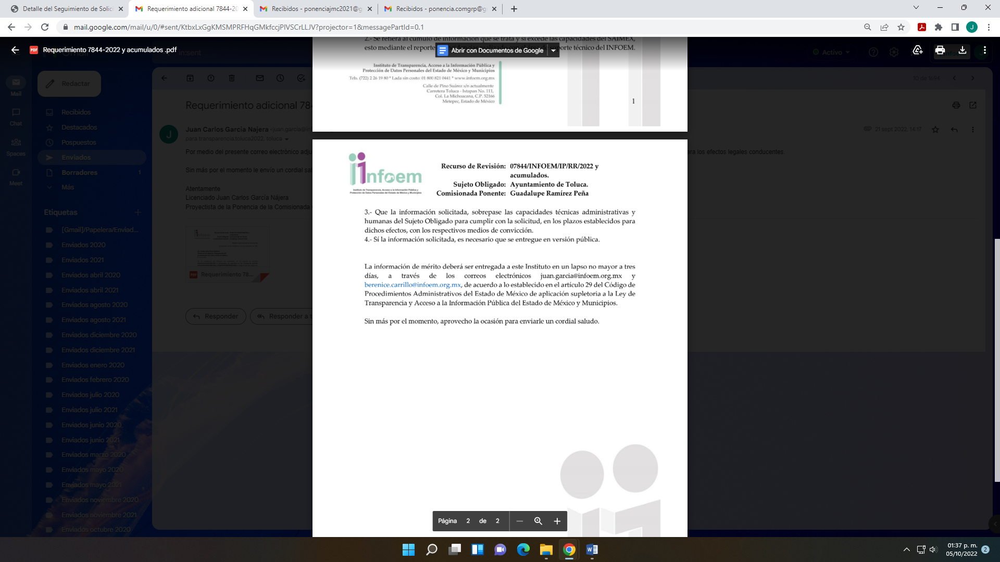 Detalle del Seguimiento de Solici
Requerimiento adicional 7844-20
Recibidos - ponenciajmc2021@g
Recibidos - ponencia.comgrp@g
mail.google.com/mail/u/0/#sent/KtbxLxGgKMSMPRFHqGMkfccjPlVSCrLLJV?projector=1&messagePartId=0.1
PDF
Requerimiento 7844-2022 y acumulados .pdf
in:sent
Abrir con Documentos de Google
Activo
2.- Se refiera al cúmulo de información que se trata y si excede las capacidades del SAIMEX,
esto mediante el reporte soporte técnico del INFOEM.
Instituto de Transparencia, Acceso a la Información Pública y
Protección de Datos Personales del Estado de México y Municipios
Tels. (722) 2 26 19 80 * Lada sin costo: 01 800 821 0441 * www.infoem.org.mx
Calle de Pino Suárez s/n actualmente
Carretera Toluca - Ixtapan No. 111,
Col. La Michoacana, C.P. 52166
Metepec, Estado de México
1
Redactar
Mail
Chat
Spaces
Meet
Recibidos
Destacados
Pospuestos
Enviados
Borradores 1
Más
Etiquetas
[Gmail]/Papelera/Enviad...
Enviados 2020
Enviados 2021
Enviados abril 2020
Enviados abril 2021
Enviados agosto 2020
Enviados agosto 2021
Enviados diciembre 2020
Enviados diciembre 2021
Enviados enero 2020
Enviados febrero 2020
Enviados julio 2020
Enviados julio 2021
Enviados junio 2020
Enviados junio 2021
Enviados marzo 2020
Enviados mayo 2020
Enviados mayo 2021
Enviados noviembre 2020
Enviados noviembre 2021
Enviados octubre 2020
10 de 1694
Requerimiento adicional 784
J
Juan Carlos Garcia Najera <juan.garcia@inf
para transparencia.toluca2022, toluca
21 sept 2022, 14:17
Por medio del presente correo electrónico adju
ara los efectos legales conducentes.
Sin más por el momento le envío un cordial sal
Atentamente
Licenciado Juan Carlos García Nájera
Proyectista de la Ponencia de la Comisionada
Requerimiento 78...
Responder
Responder a t
infoem
Instituto de Transparencia, Acceso a la Información Pública y
Protección de Datos Personales del Estado de México y Municipios
Recurso de Revisión: 07844/INFOEM/IP/RR/2022 y
acumulados.
Sujeto Obligado: Ayuntamiento de Toluca.
Comisionada Ponente: Guadalupe Ramírez Peña
3.- Que la información solicitada, sobrepase las capacidades técnicas administrativas y
humanas del Sujeto Obligado para cumplir con la solicitud, en los plazos establecidos para
dichos efectos, con los respectivos medios de convicción.
4.- Sí la información solicitada, es necesario que se entregue en versión pública.
La información de mérito deberá ser entregada a este Instituto en un lapso no mayor a tres
días, a través de los correos electrónicos juan.garcia@infoem.org.mx y
berenice.carrillo@infoem.org.mx, de acuerdo a lo establecido en el artículo 29 del Código de
Procedimientos Administrativos del Estado de México de aplicación supletoria a la Ley de
Transparencia y Acceso a la Información Pública del Estado de México y Municipios.
Sin más por el momento, aprovecho la ocasión para enviarle un cordial saludo.
Página 2 de 2
01:37 p. m.
05/10/2022
2